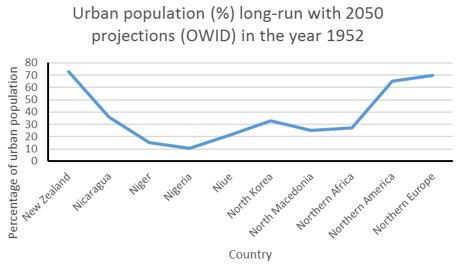 Urban population (%) long-run with 2050
projections (OWID) in the year 1952
Percentage of urban population
80
70
60
50
40
30
20
10
0
New Zealand
Nicaragua
Niger
Nigeria
Niue
North Korea
North Macedonia
Northern Africa
Northern America
Northern Europe
Country